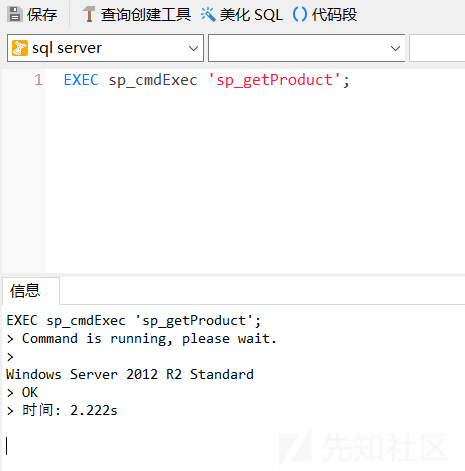 保存 查询创建工具 美化 SQL () 代码段
sql server
1 EXEC sp_cmdExec 'sp_getProduct';
信息
EXEC sp_cmdExec 'sp_getProduct';
> Command is running, please wait.
>
Windows Server 2012 R2 Standard
> OK
> 时间: 2.222s
先知社区